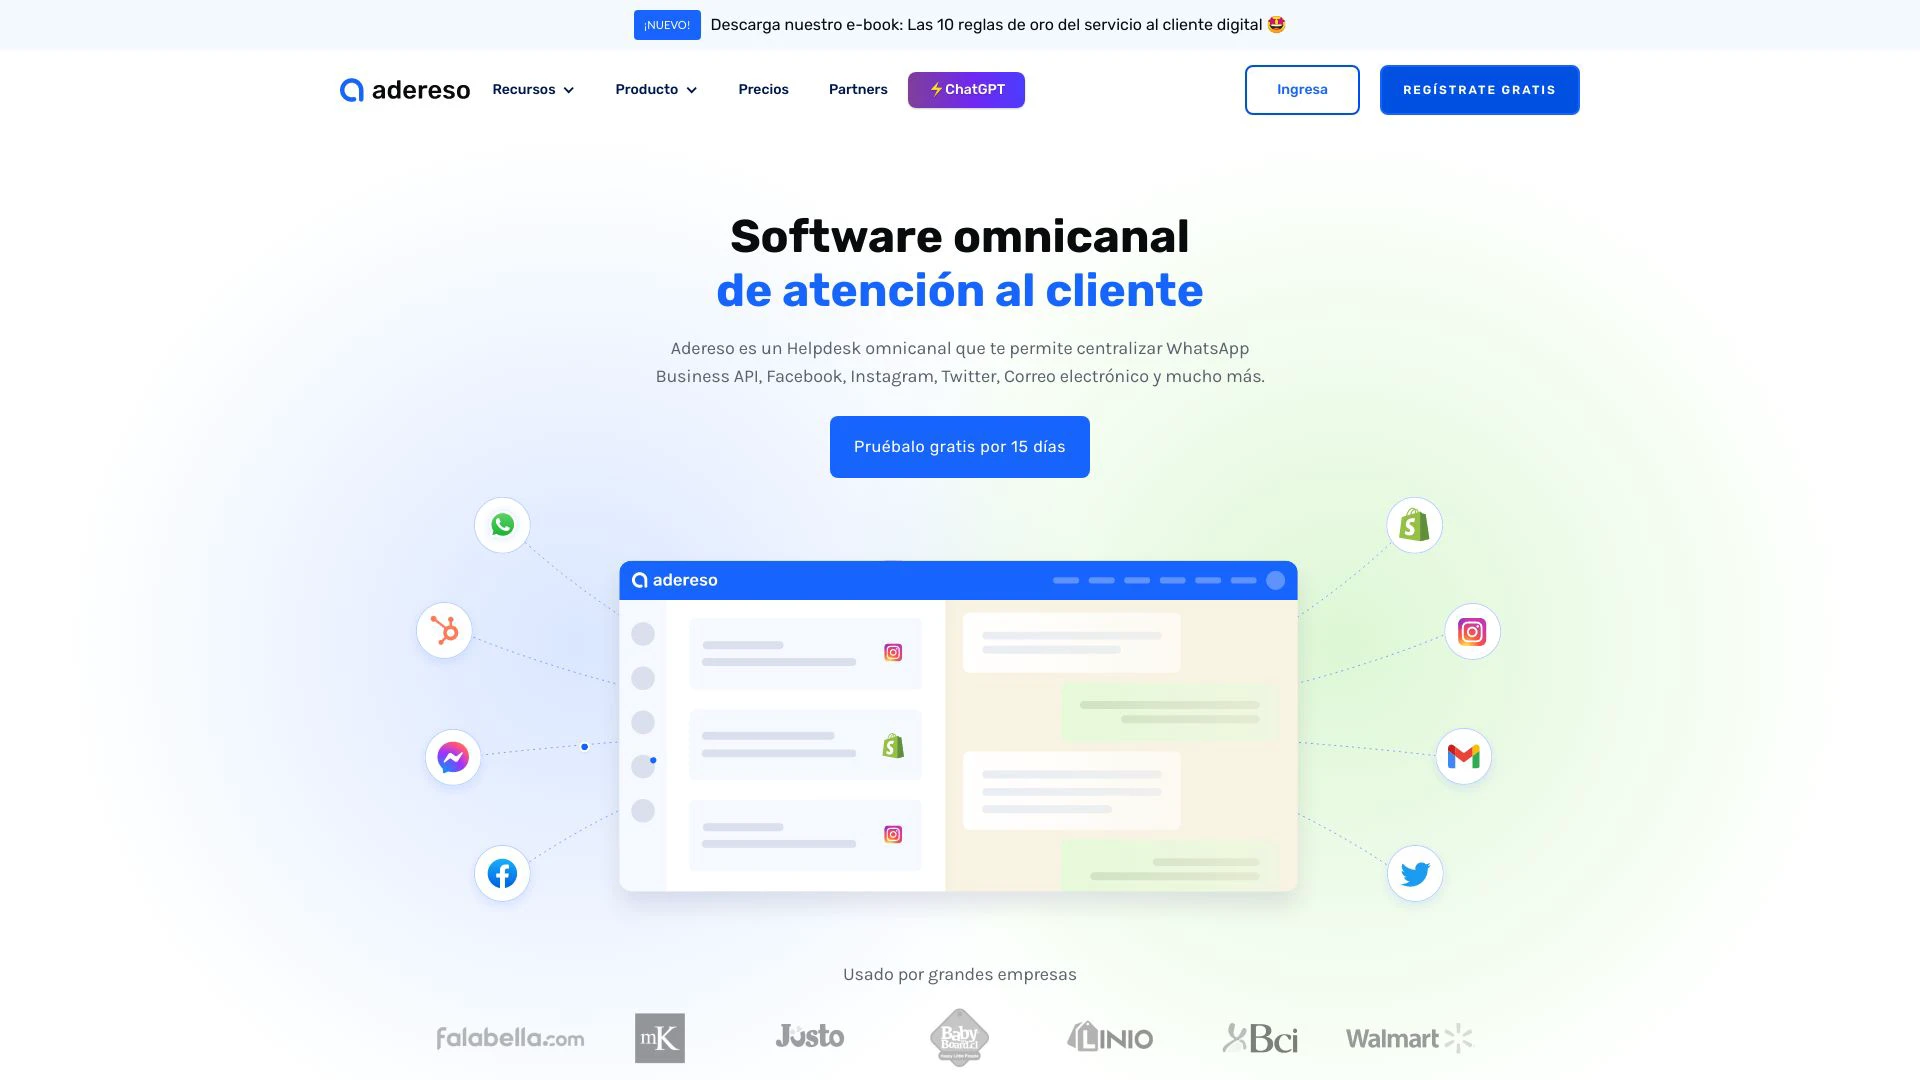 ¡NUEVO! Descarga nuestro e-book: Las 10 reglas de oro del servicio al cliente digital 🤩
adereso Recursos Producto Precios Partners ⚡ChatGPT Ingresa REGÍSTRATE GRATIS
Software omnicanal
de atención al cliente
Adereso es un Helpdesk omnicanal que te permite centralizar WhatsApp
Business API, Facebook, Instagram, Twitter, Correo electrónico y mucho más.
Pruébalo gratis por 15 días
adereso
Usado por grandes empresas
falabella.com mK Justo Baby Board.cl LINIO Bci Walmart